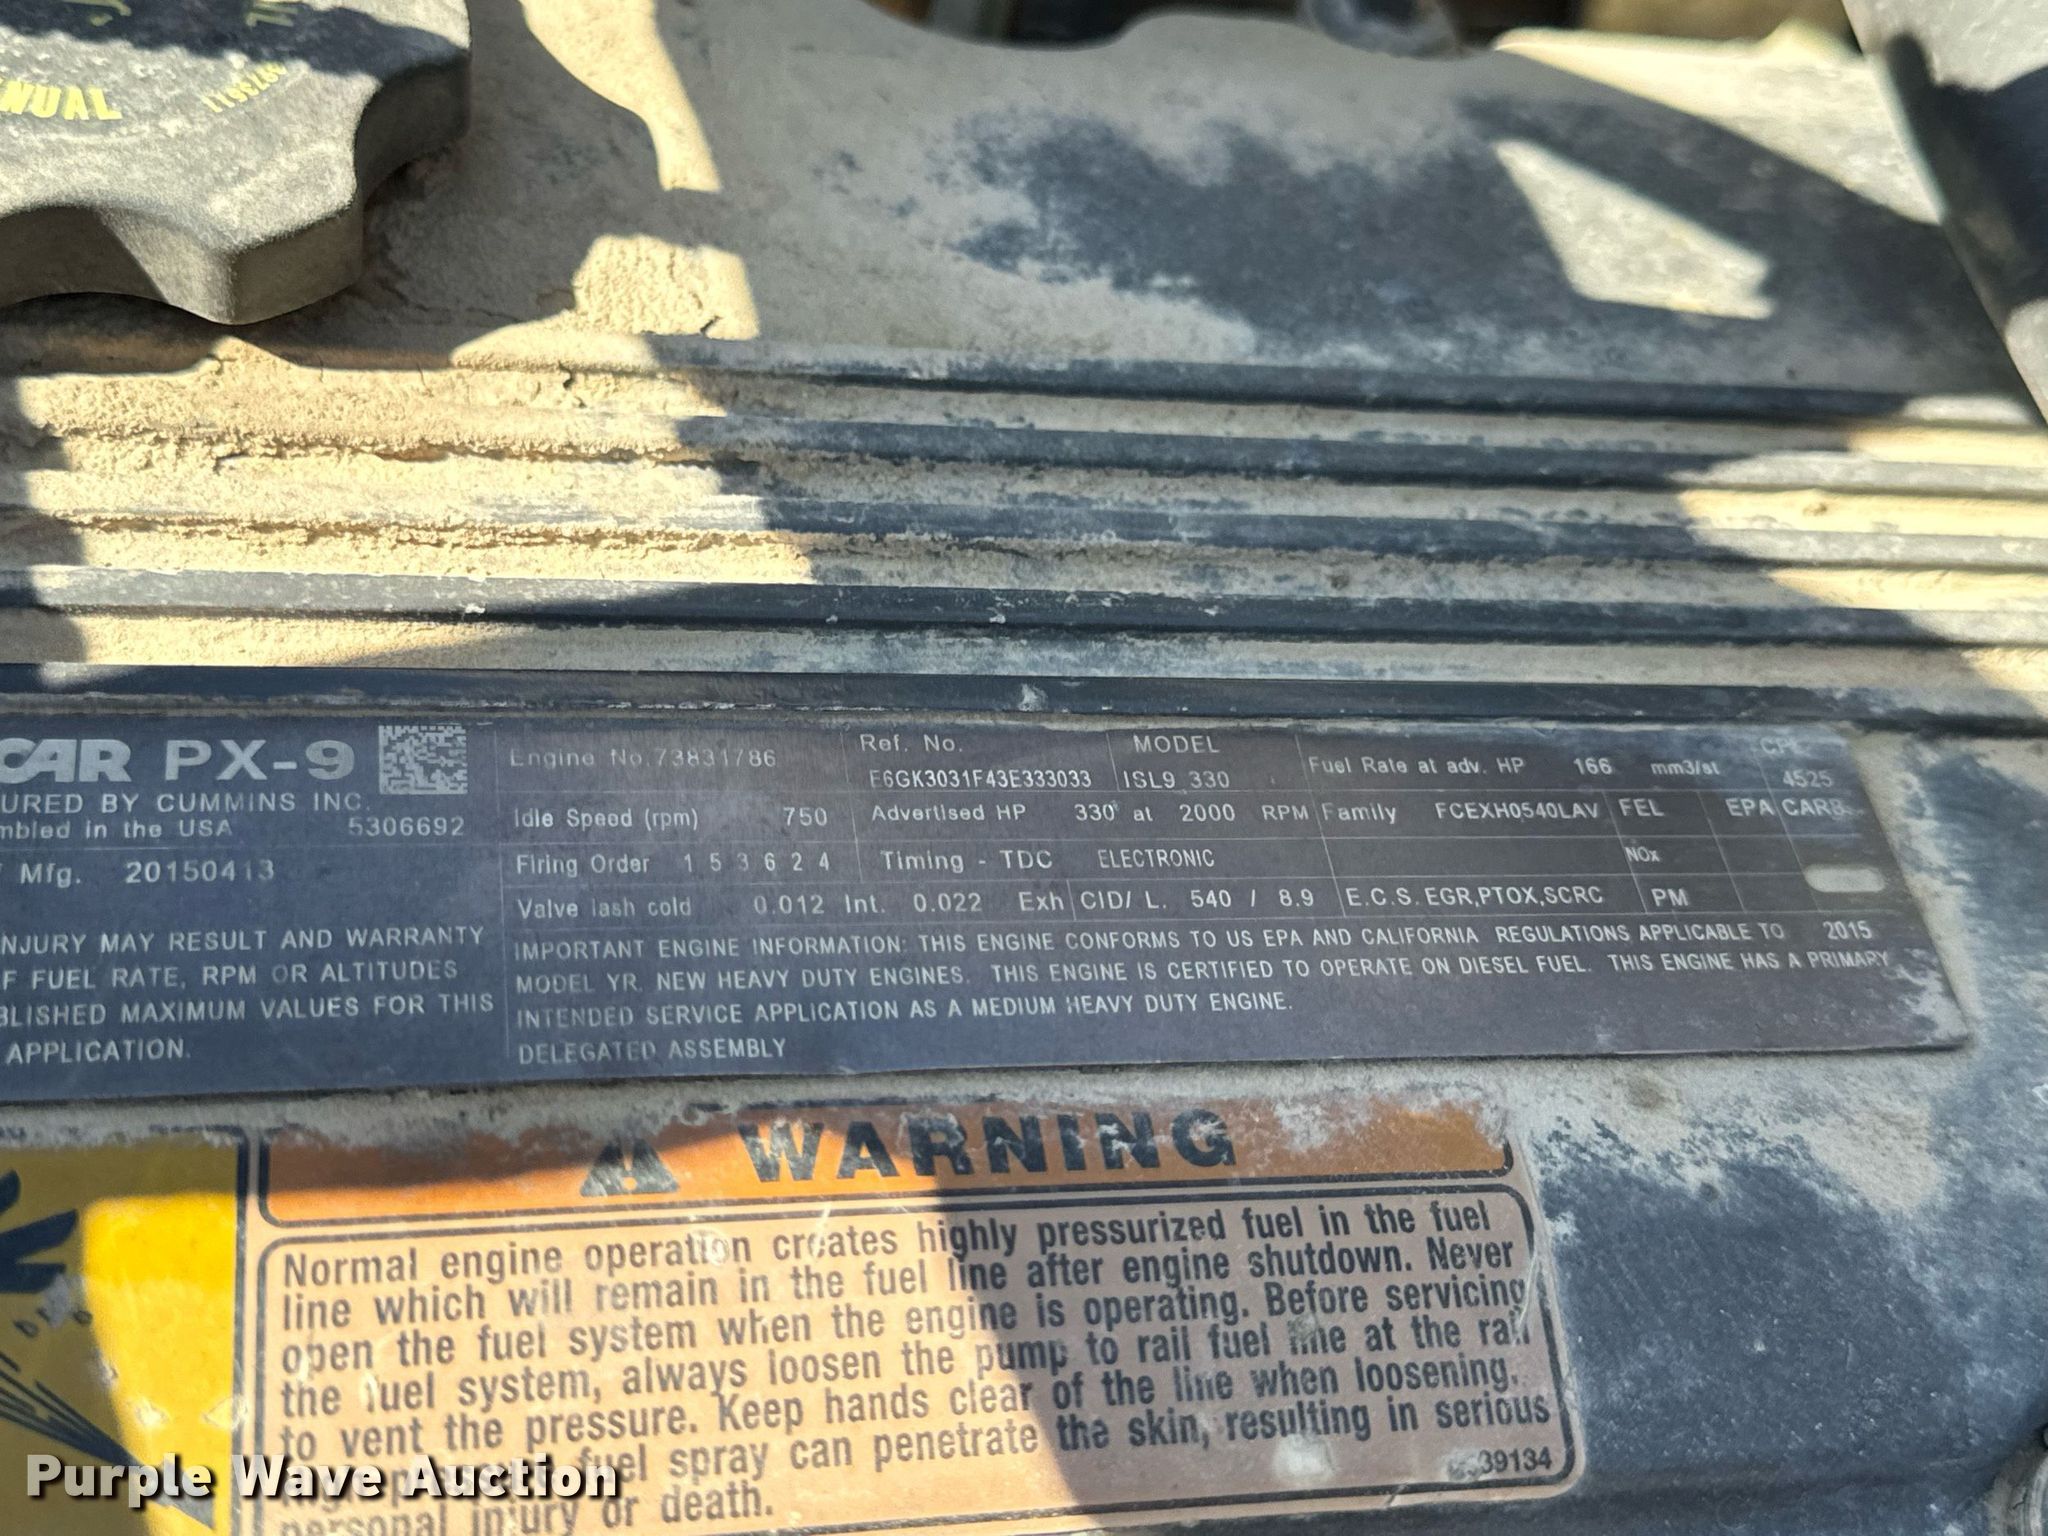 NUAL
CAR PX-9
URED BY CUMMINS INC.
mbled in the USA 5306692
Mfg. 20150413
NJURY MAY RESULT AND WARRANTY
F FUEL RATE, RPM OR ALTITUDES
BLISHED MAXIMUM VALUES FOR THIS
APPLICATION.
Engine No. 73831786
Ref. No.
E6GK3031F43E333033
MODEL
ISL9 330
Fuel Rate at adv. HP 166 mm3/st
CPL
4525
Idle Speed (rpm) 750
Advertised HP 330 at 2000 RPM
Family FCEXH0540LAV
FEL EPA CARB
Firing Order 1 5 3 6 2 4
Timing - TDC ELECTRONIC
NOx
Valve lash cold 0.012 Int. 0.022 Exh
CID/ L. 540 / 8.9
E.C.S. EGR,PTOX,SCRC
PM
IMPORTANT ENGINE INFORMATION: THIS ENGINE CONFORMS TO US EPA AND CALIFORNIA REGULATIONS APPLICABLE TO 2015
MODEL YR. NEW HEAVY DUTY ENGINES. THIS ENGINE IS CERTIFIED TO OPERATE ON DIESEL FUEL. THIS ENGINE HAS A PRIMARY
INTENDED SERVICE APPLICATION AS A MEDIUM HEAVY DUTY ENGINE.
DELEGATED ASSEMBLY
WARNING
Normal engine operation creates highly pressurized fuel in the fuel
line which will remain in the fuel line after engine shutdown. Never
open the fuel system when the engine is operating. Before servicing
the fuel system, always loosen the pump to rail fuel line at the rail
to vent the pressure. Keep hands clear of the line when loosening.
fuel spray can penetrate the skin, resulting in serious
personal injury or death.
39134
Purple Wave Auction